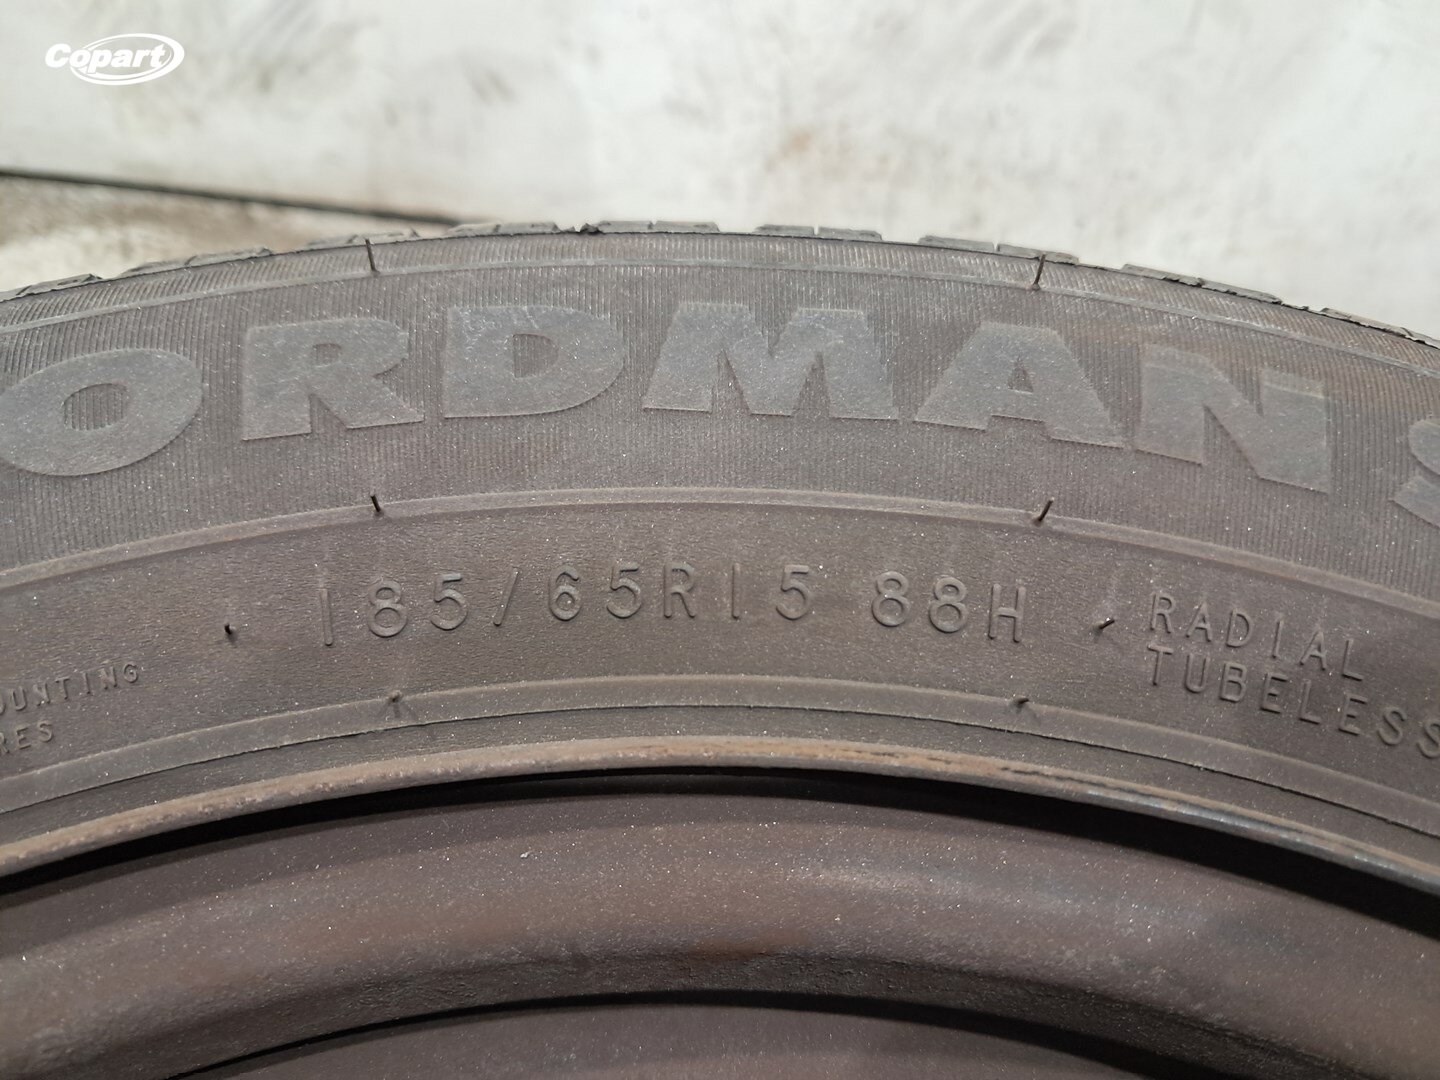 Copart
ORDMAN S
185/65R15 88H
RADIAL
TUBELESS
OUNTING
RES